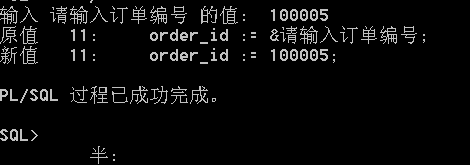 输入 请输入订单编号 的值： 100005
原值   11:     order_id := &请输入订单编号;
新值   11:     order_id := 100005;
PL/SQL 过程已成功完成。
SQL>
半: